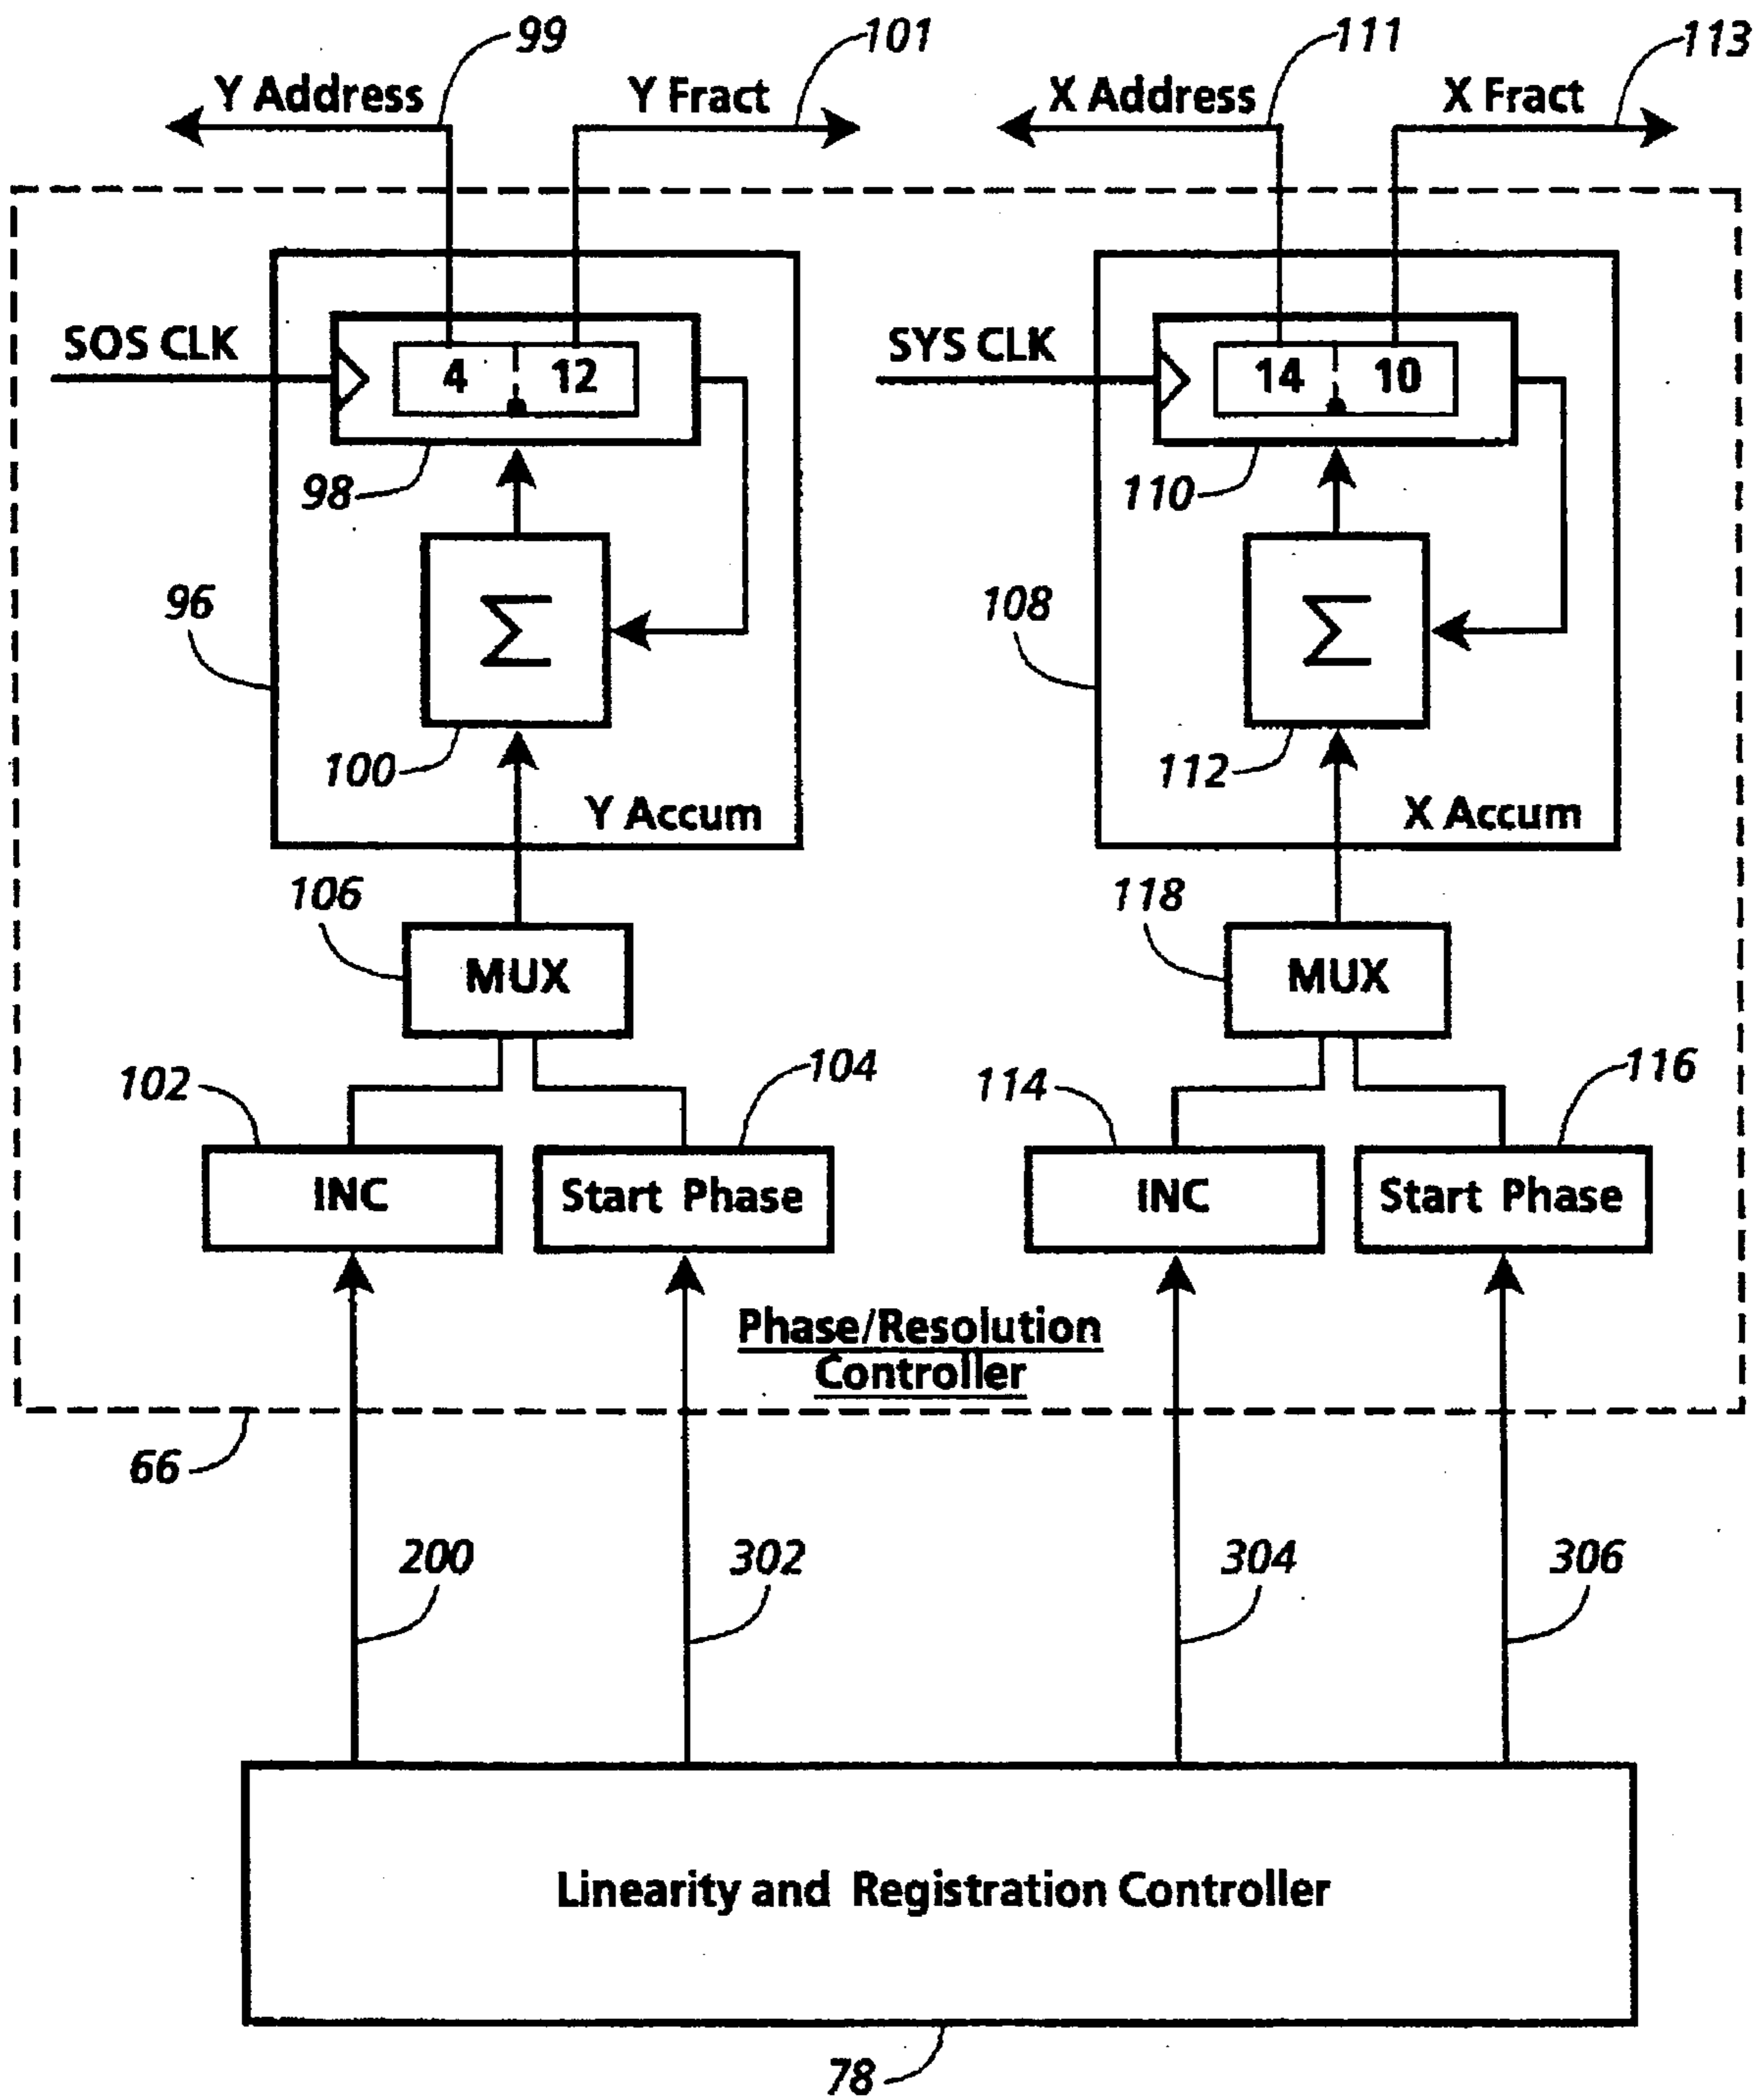 99
101
111
113
Y Address
Y Fract
X Address
X Fract
SOS CLK
4
12
SYS CLK
14
10
98
110
96
Σ
108
Σ
100
112
Y Accum
X Accum
106
118
MUX
MUX
102
104
114
116
INC
Start Phase
INC
Start Phase
Phase/Resolution
Controller
66
200
302
304
306
Linearity and Registration Controller
78